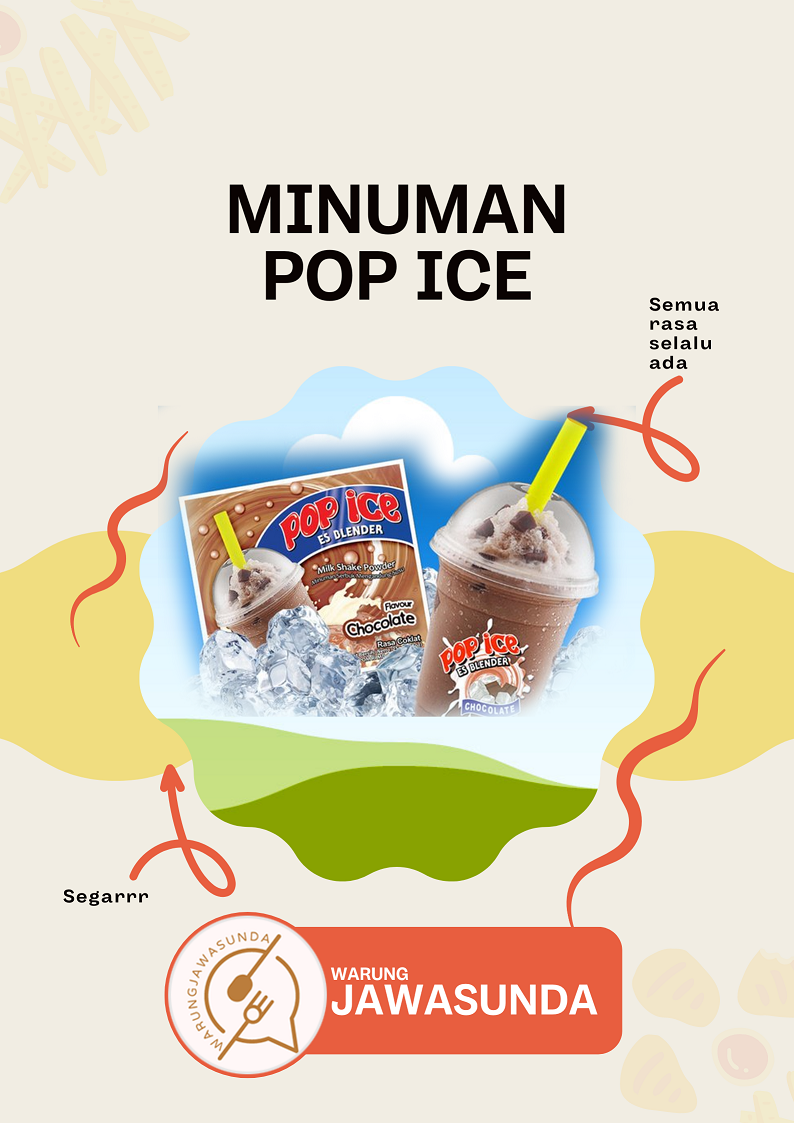 MINUMAN
POP ICE
Semua
rasa
selalu
ada
POP ICE
ES BLENDER
Milk Shake Powder
Flavour
Chocolate
Rasa Coklat
POP ICE
ES BLENDER
CHOCOLATE
Segarrr
WARUNGJAWASUNDA
WARUNG
JAWASUNDA